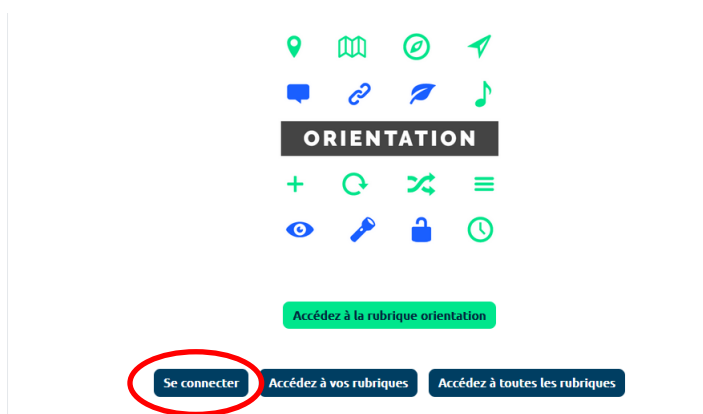 ORIENTATION
Accédez à la rubrique orientation
Se connecter Accédez à vos rubriques Accédez à toutes les rubriques